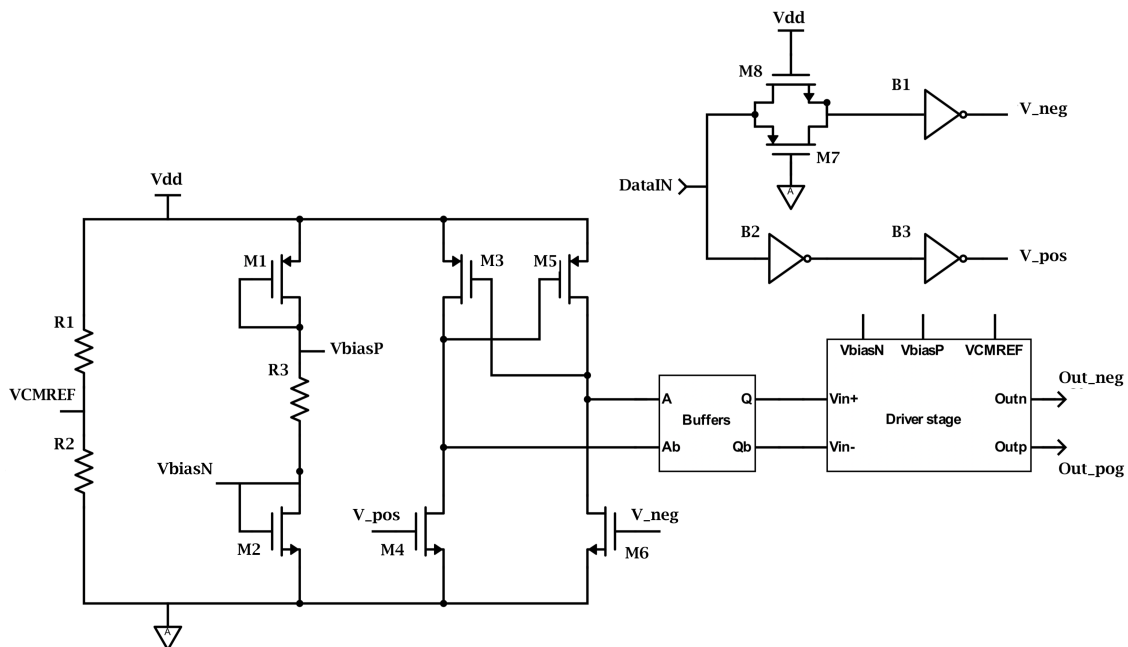 Vdd
M8
B1
V_neg
M7
DataIN
A
B2
B3
V_pos
Vdd
M1
M3
M5
R1
VbiasP
R3
VCMREF
R2
VbiasN
M2
V_pos
M4
V_neg
M6
A
VbiasN VbiasP VCMREF
A Q
Buffers
Ab Qb
Vin+ Outn
Driver stage
Vin- Outp
Out_neg
Out_pog